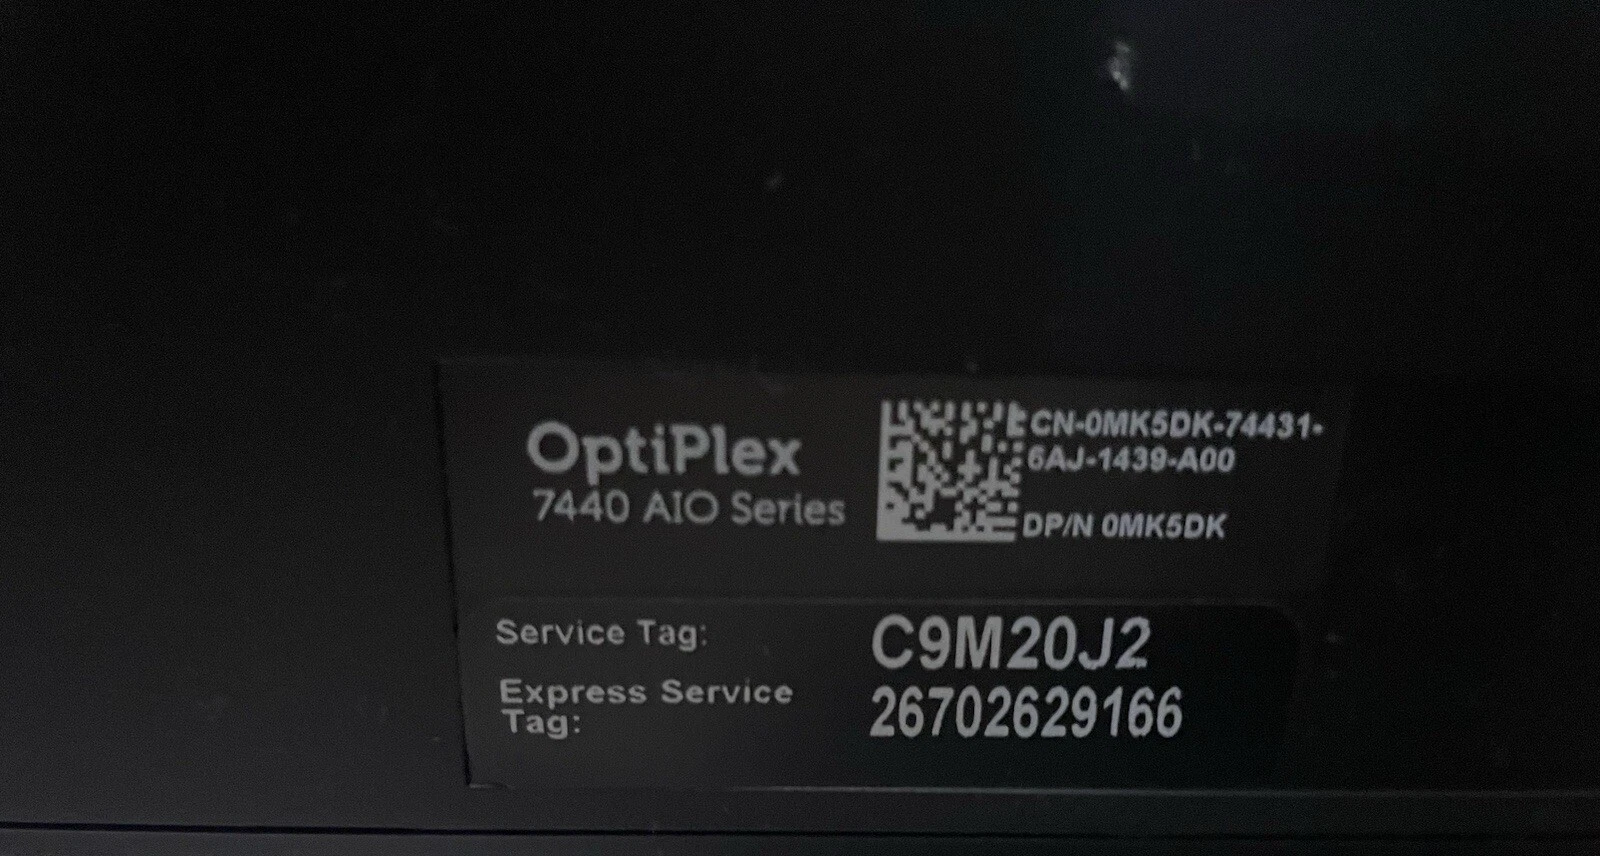 OptiPlex
7440 AIO Series
CN-0MK5DK-74431-
6AJ-1439-A00
DP/N 0MK5DK
Service Tag:
C9M20J2
Express Service
Tag:
26702629166